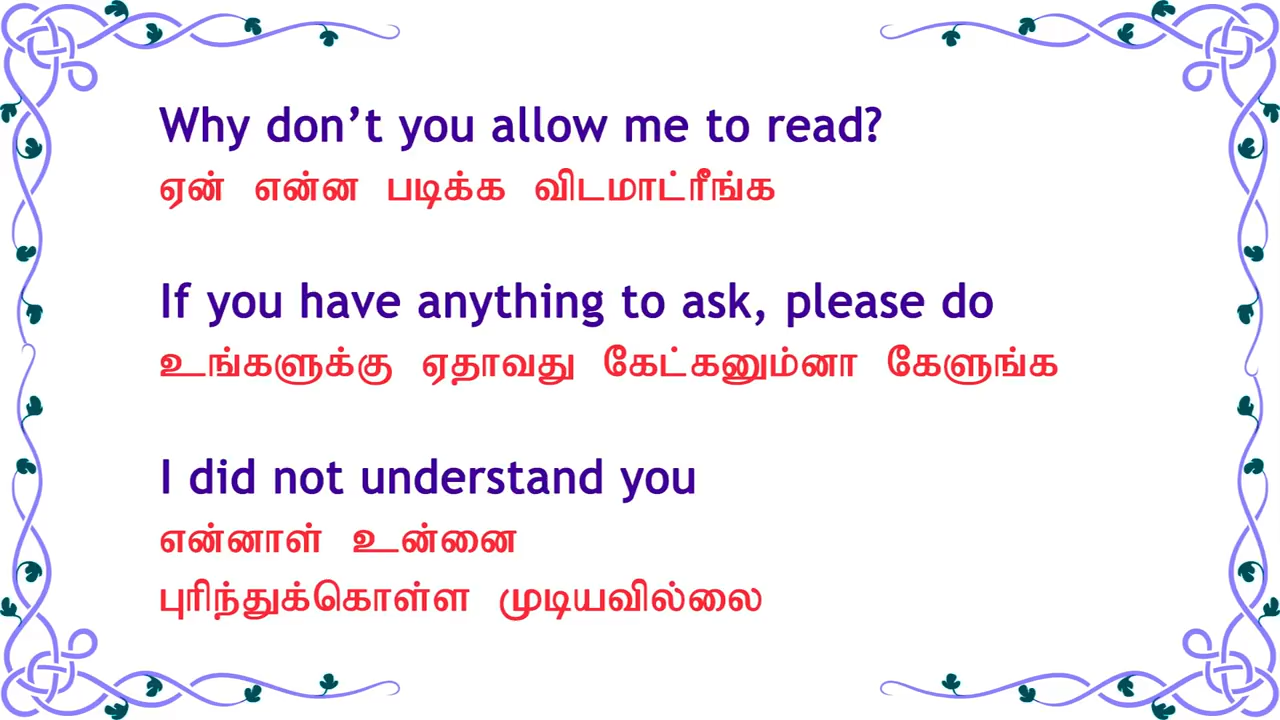 Why don’t you allow me to read?
ஏன் என்ன படிக்க விடமாட்ரீங்க
If you have anything to ask, please do
உங்களுக்கு ஏதாவது கேட்கனும்னா கேளுங்க
I did not understand you
என்னாள் உன்னை
புரிந்துக்கொள்ள முடியவில்லை